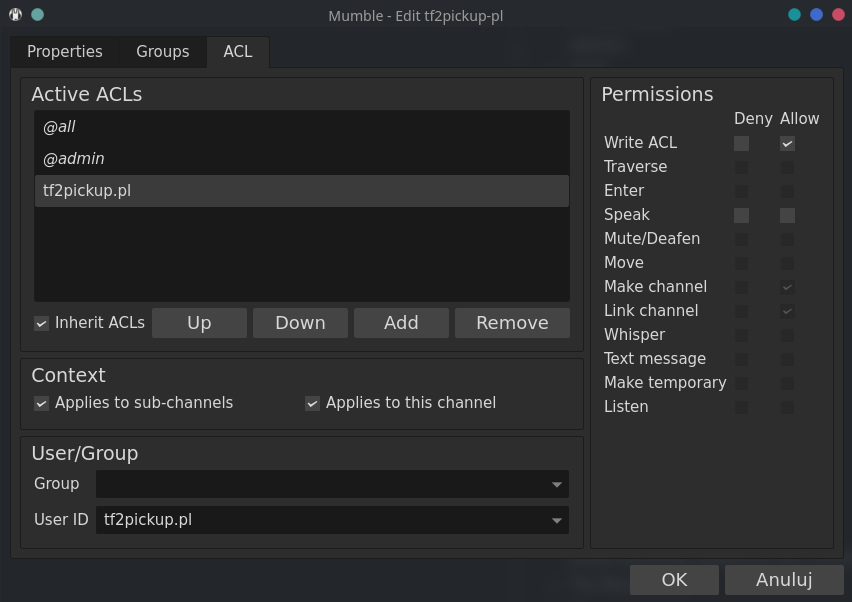 Mumble - Edit tf2pickup-pl
Properties Groups ACL
Active ACLs
@all
@admin
tf2pickup.pl
Inherit ACLs Up Down Add Remove
Context
Applies to sub-channels Applies to this channel
User/Group
Group
User ID tf2pickup.pl
Permissions
Deny Allow
Write ACL
Traverse
Enter
Speak
Mute/Deafen
Move
Make channel
Link channel
Whisper
Text message
Make temporary
Listen
OK Anuluj